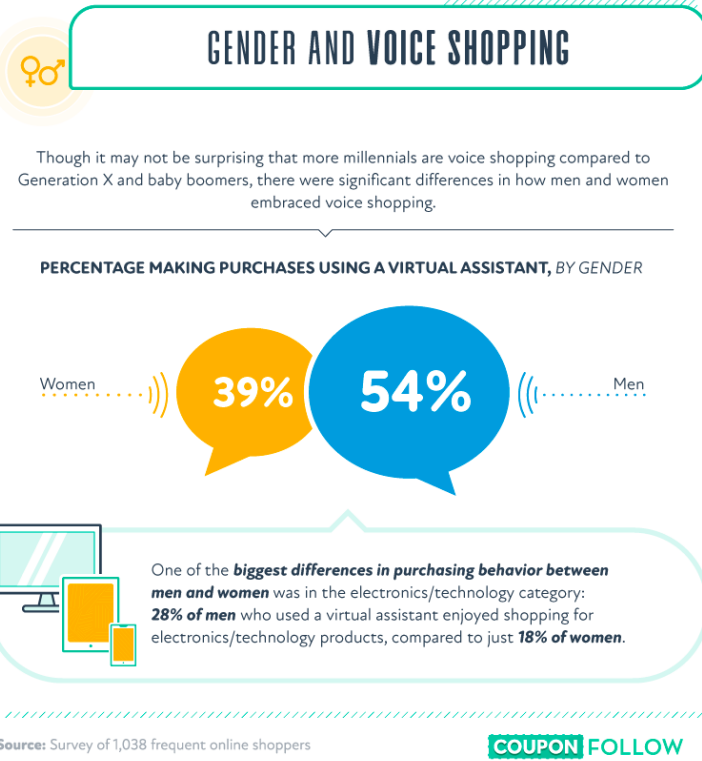 GENDER AND VOICE SHOPPING
Though it may not be surprising that more millennials are voice shopping compared to
Generation X and baby boomers, there were significant differences in how men and women
embraced voice shopping.
PERCENTAGE MAKING PURCHASES USING A VIRTUAL ASSISTANT, BY GENDER
Women
39%
54%
Men
One of the biggest differences in purchasing behavior between
men and women was in the electronics/technology category:
28% of men who used a virtual assistant enjoyed shopping for
electronics/technology products, compared to just 18% of women.
Source: Survey of 1,038 frequent online shoppers
COUPON FOLLOW